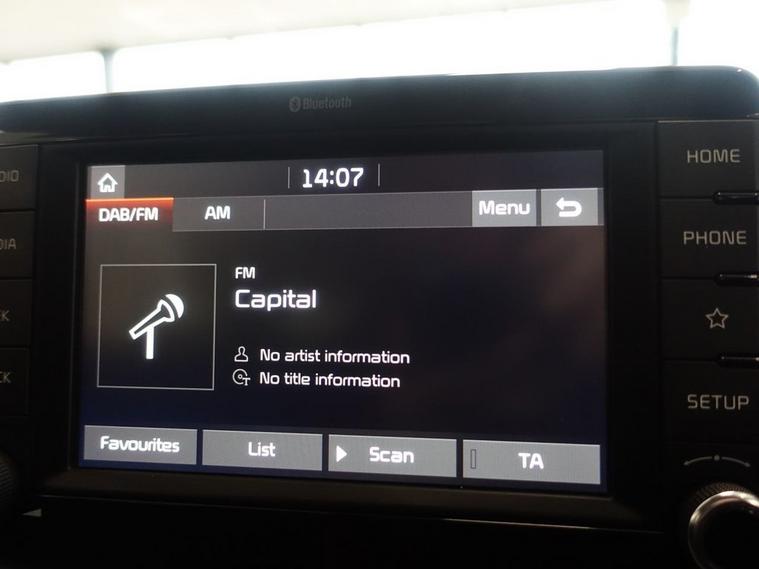 Bluetooth
14:07
DAB/FM
AM
Menu
FM
Capital
No artist information
No title information
Favourites
List
Scan
TA
HOME
PHONE
SETUP